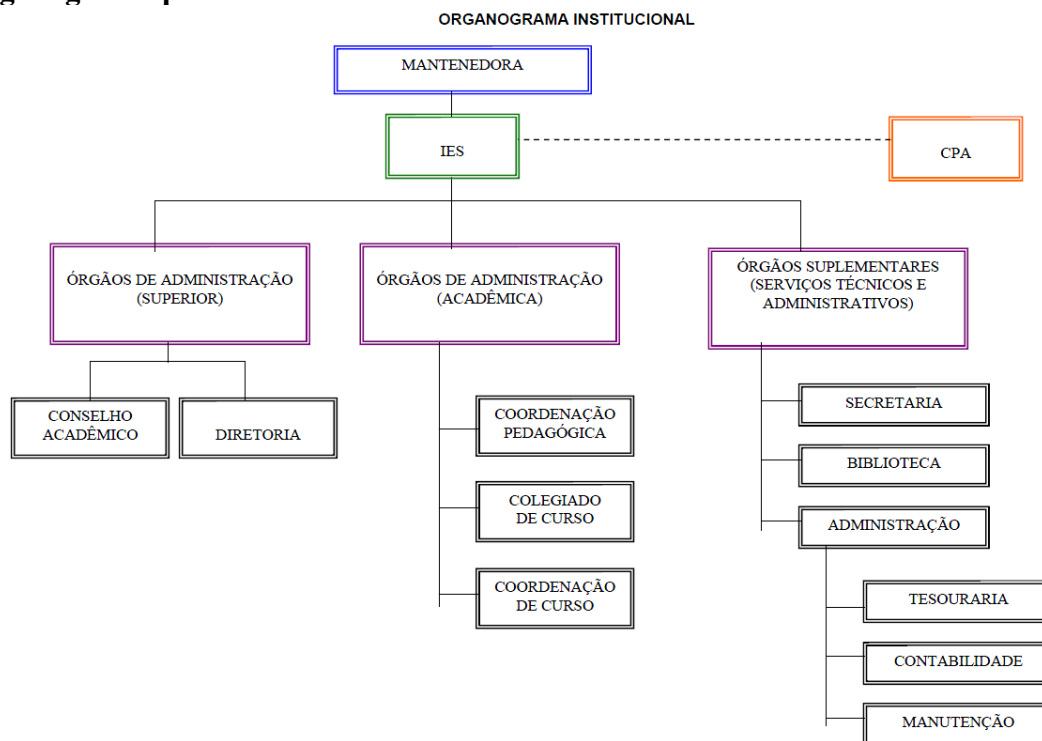 ORGANOGRAMA INSTITUCIONAL
MANTENEDORA
IES
CPA
ÓRGÃOS DE ADMINISTRAÇÃO
(SUPERIOR)
ÓRGÃOS DE ADMINISTRAÇÃO
(ACADÊMICA)
ÓRGÃOS SUPLEMENTARES
(SERVIÇOS TÉCNICOS E
ADMINISTRATIVOS)
CONSELHO
ACADÊMICO
DIRETORIA
COORDENAÇÃO
PEDAGÓGICA
COLEGIADO
DE CURSO
COORDENAÇÃO
DE CURSO
SECRETARIA
BIBLIOTECA
ADMINISTRAÇÃO
TESOURARIA
CONTABILIDADE
MANUTENÇÃO